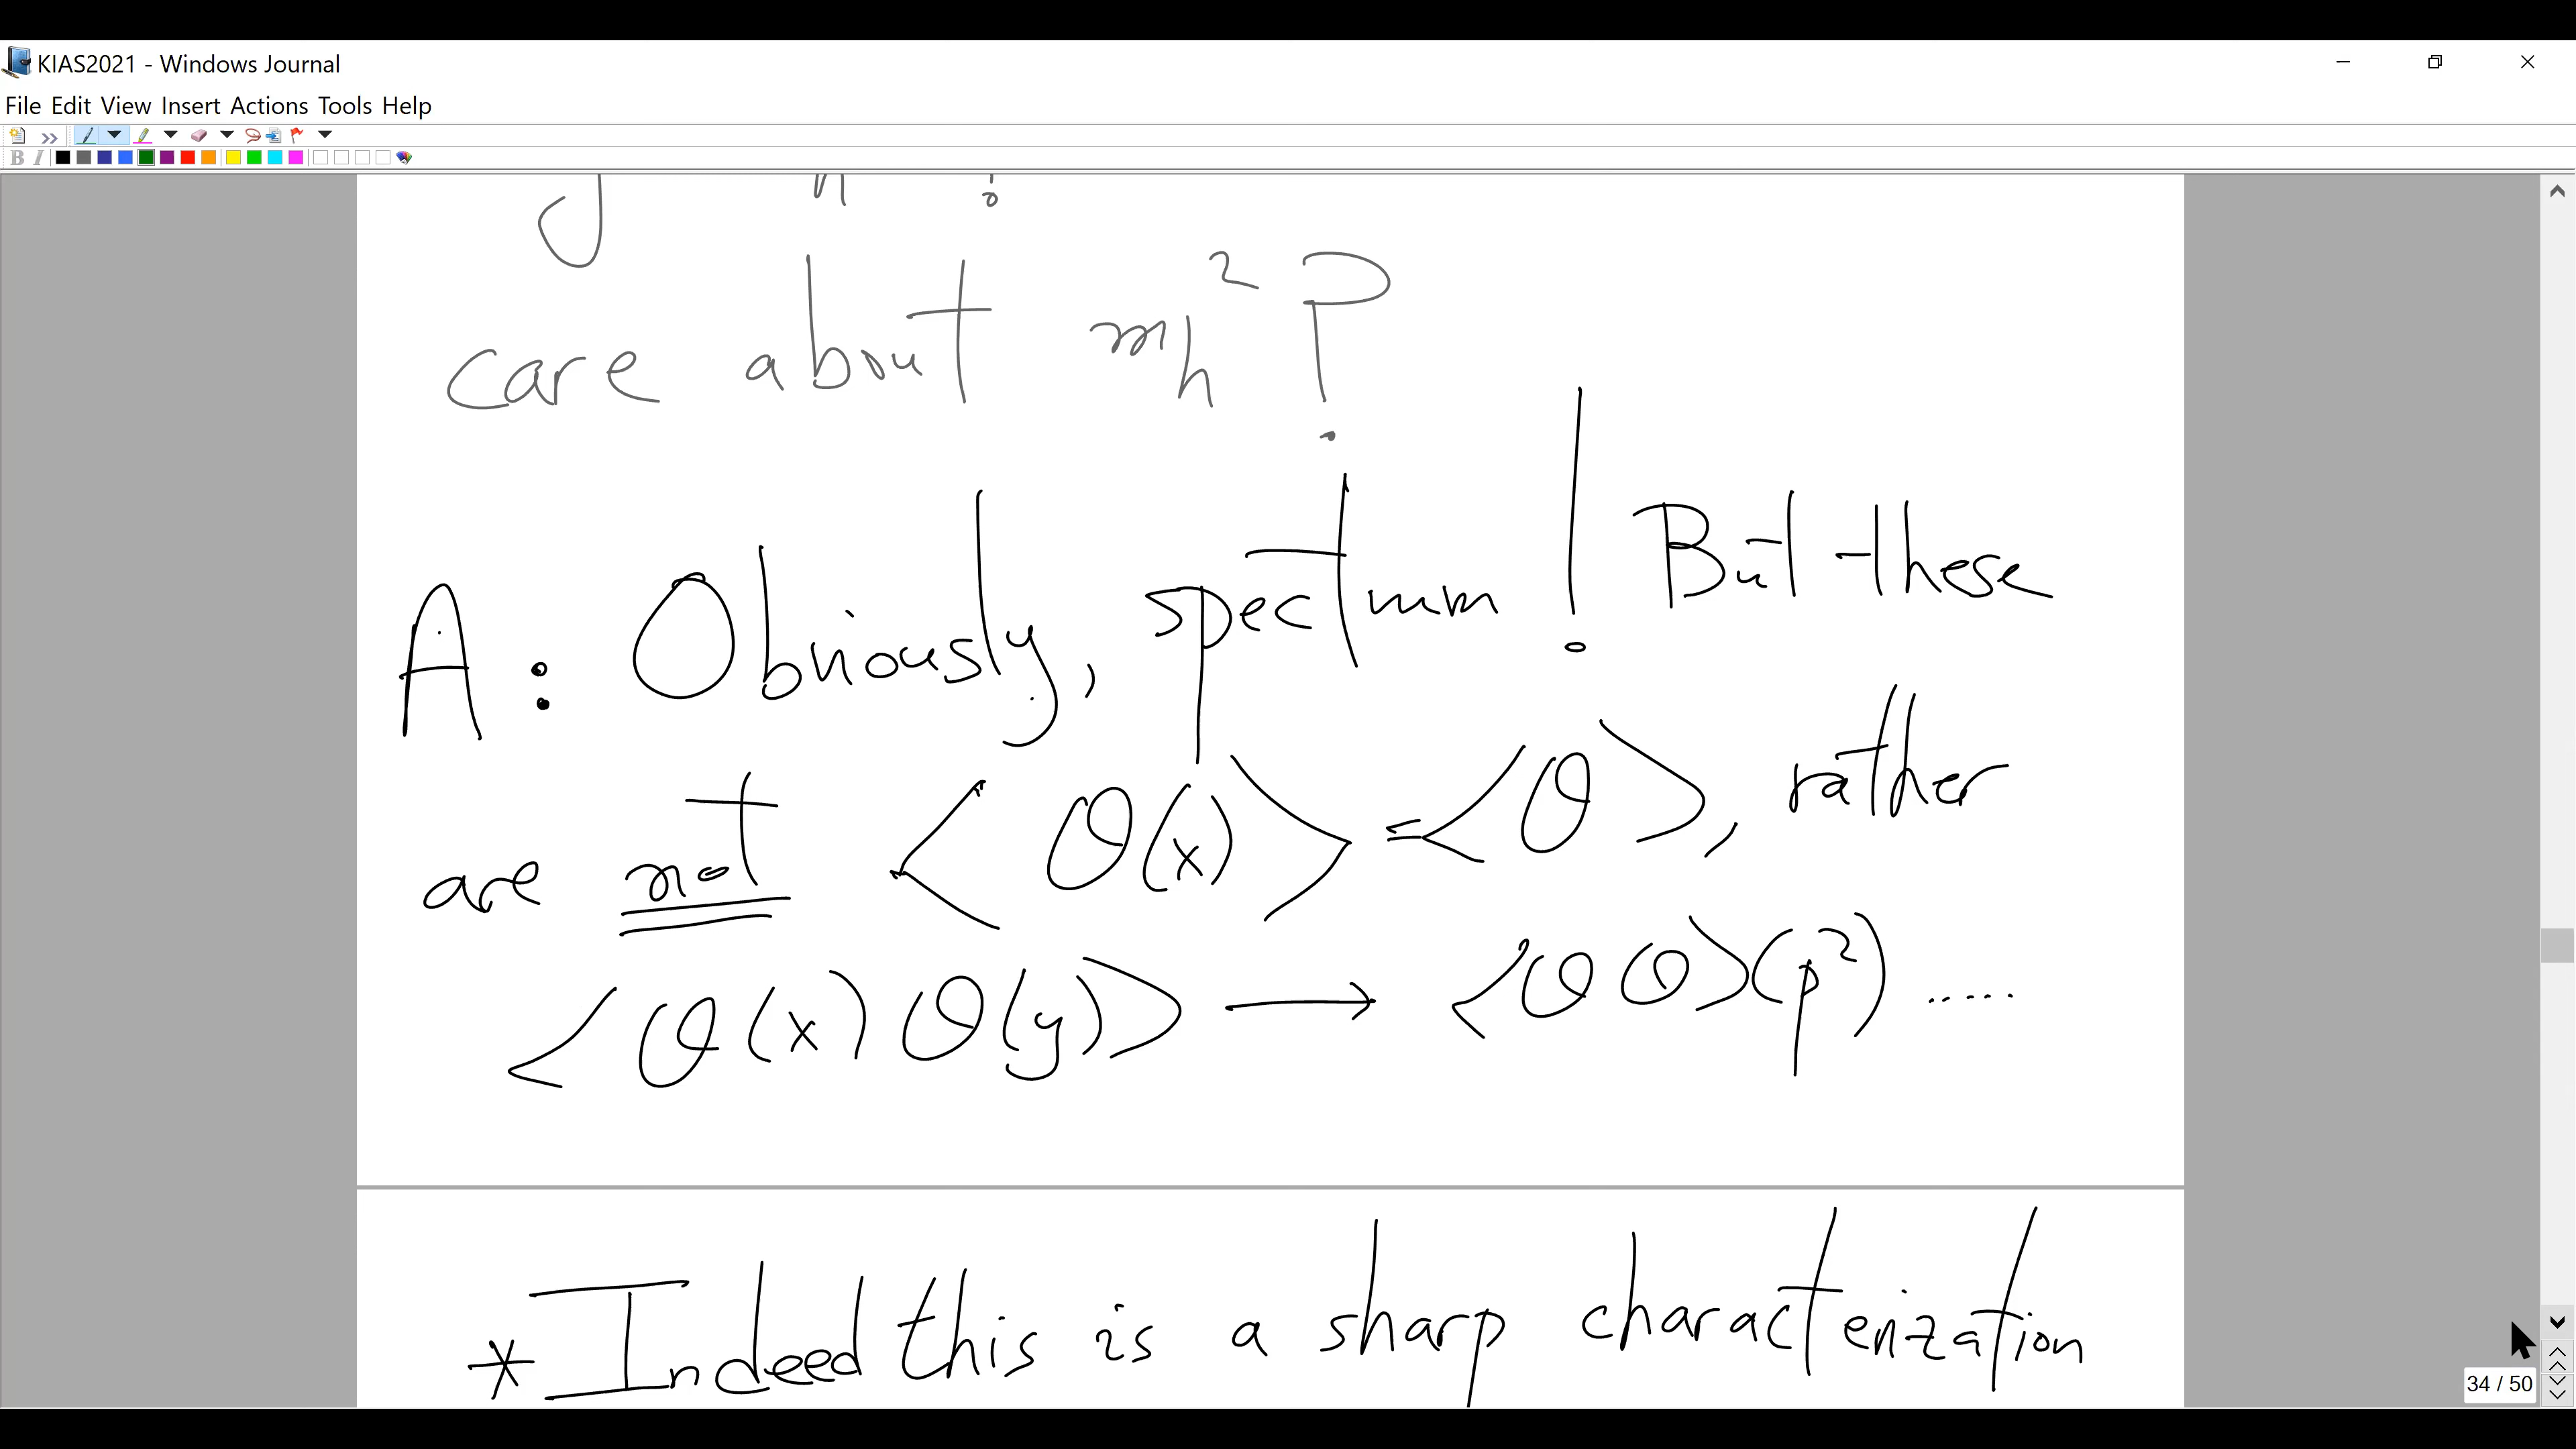 KIAS2021 - Windows Journal
File Edit View Insert Actions Tools Help
B I
care about m_h^2 ?
A: Obviously, spectrum! But these
are not <O(x)> = <O>, rather
<O(x) O(y)> → <O O>(p²) ......
* Indeed this is a sharp characterization
34 / 50